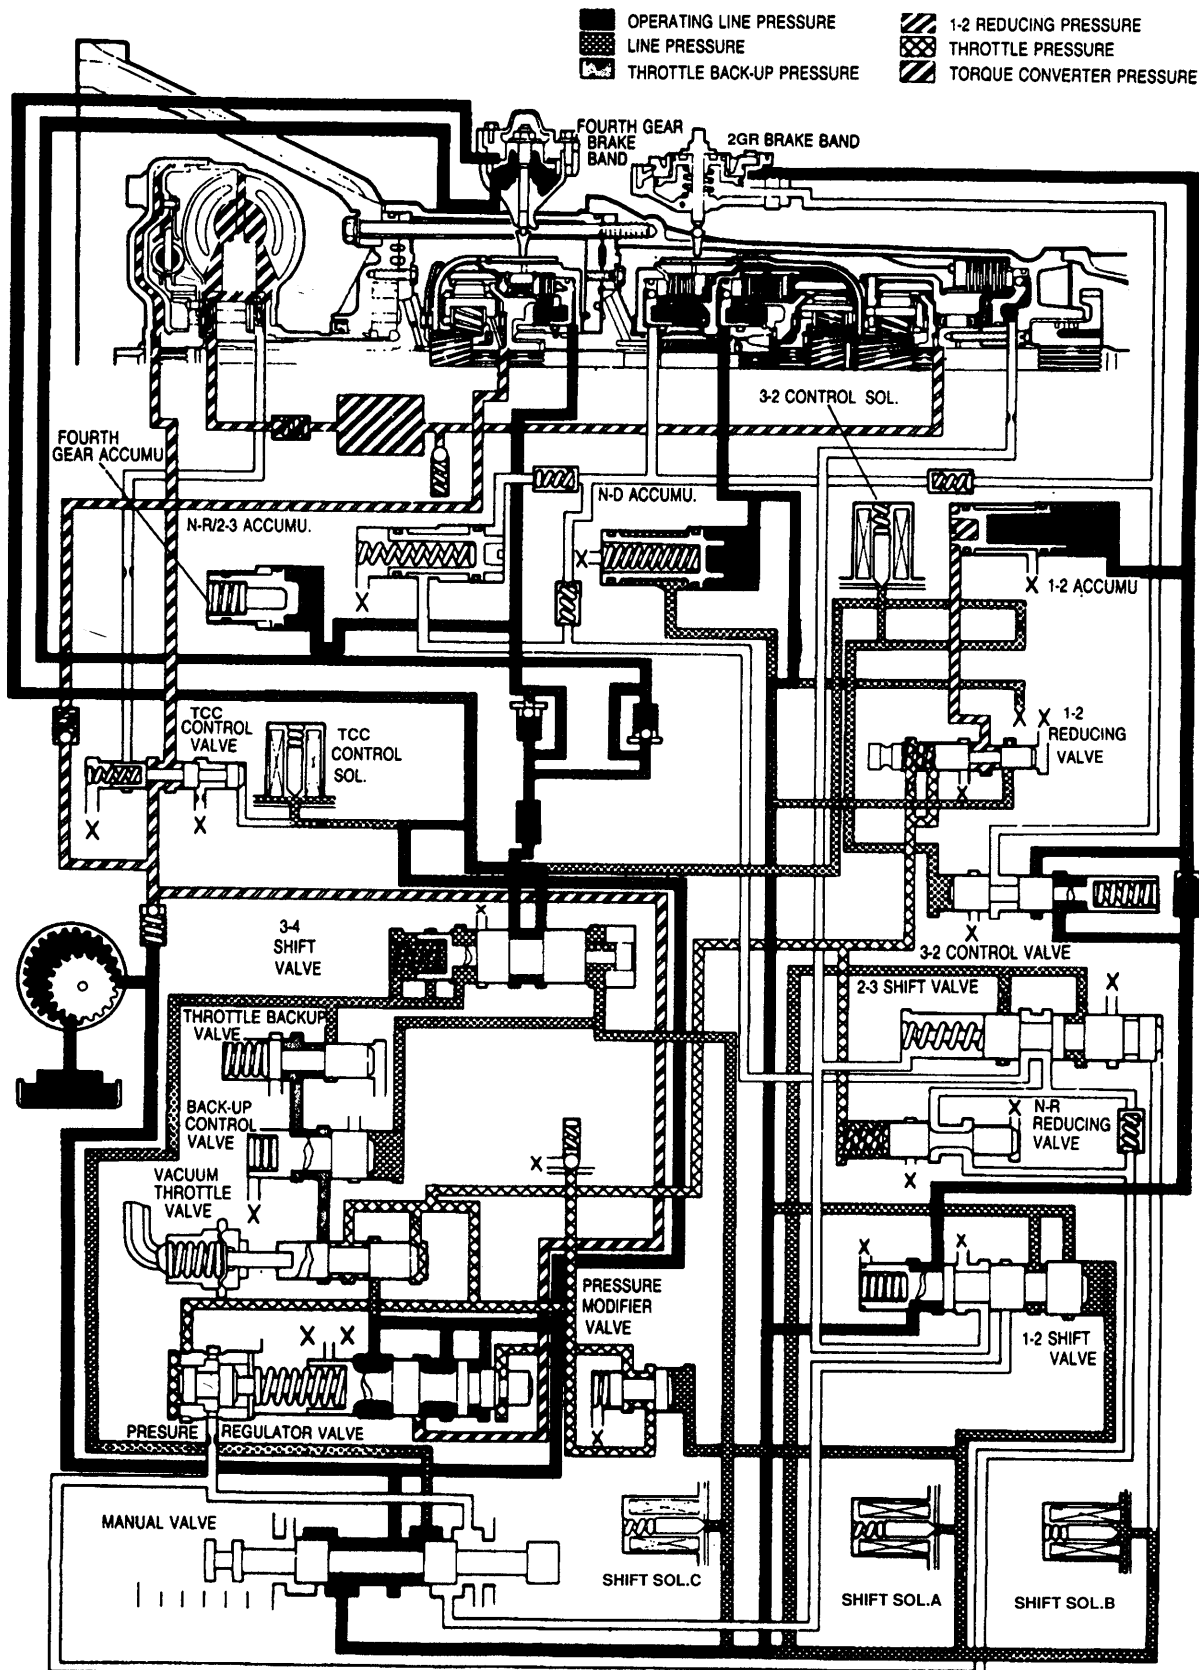 OPERATING LINE PRESSURE
LINE PRESSURE
THROTTLE BACK-UP PRESSURE
1-2 REDUCING PRESSURE
THROTTLE PRESSURE
TORQUE CONVERTER PRESSURE
FOURTH GEAR
BRAKE
BAND
2GR BRAKE BAND
3-2 CONTROL SOL.
FOURTH
GEAR ACCUMU
N-R/2-3 ACCUMU.
N-D ACCUMU.
X
X
X
1-2 ACCUMU
TCC
CONTROL
VALVE
TCC
CONTROL
SOL.
X
X
1-2
REDUCING
VALVE
X
X
X
X
3-4
SHIFT
VALVE
X
X
3-2 CONTROL VALVE
2-3 SHIFT VALVE
X
THROTTLE BACKUP
VALVE
BACK-UP
CONTROL
VALVE
X
N-R
REDUCING
VALVE
X
X
X
VACUUM
THROTTLE
VALVE
X
X
X
PRESSURE
MODIFIER
VALVE
X
X
1-2 SHIFT
VALVE
X
PRESURE REGULATOR VALVE
MANUAL VALVE
SHIFT SOL.C
SHIFT SOL.A
SHIFT SOL.B